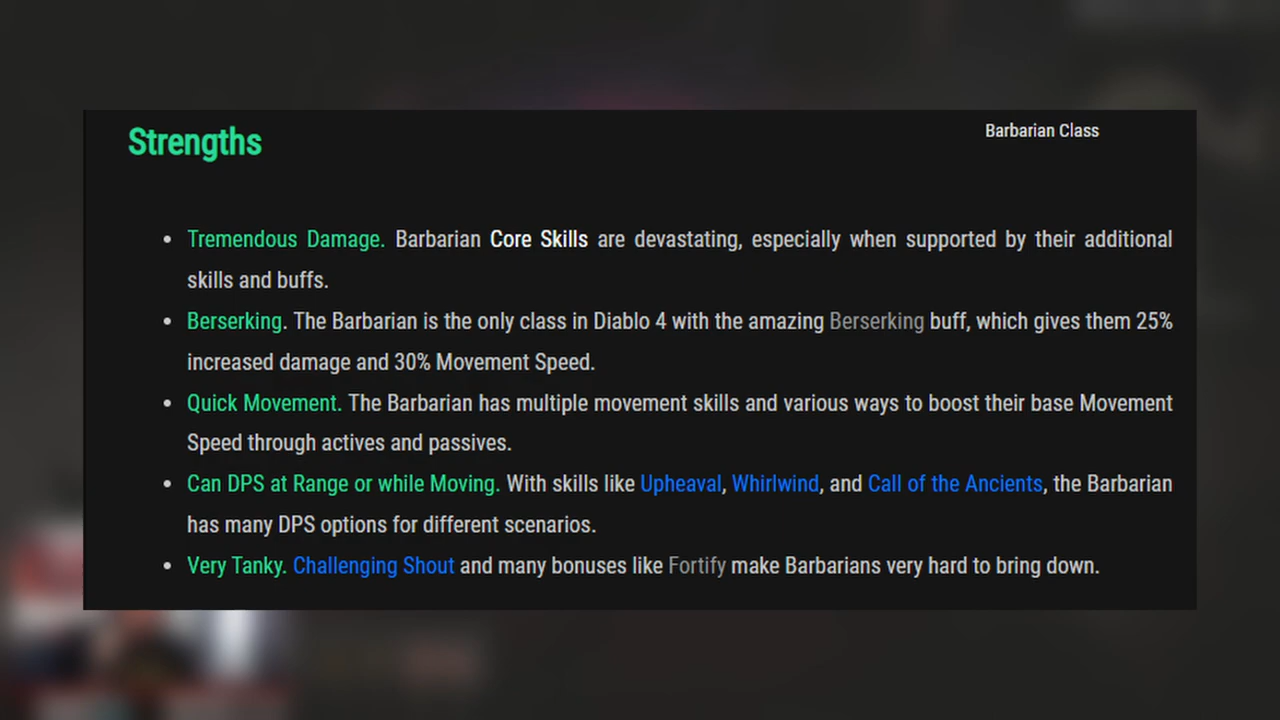 Strengths
Barbarian Class
Tremendous Damage. Barbarian Core Skills are devastating, especially when supported by their additional
skills and buffs.
Berserking. The Barbarian is the only class in Diablo 4 with the amazing Berserking buff, which gives them 25%
increased damage and 30% Movement Speed.
Quick Movement. The Barbarian has multiple movement skills and various ways to boost their base Movement
Speed through actives and passives.
Can DPS at Range or while Moving. With skills like Upheaval, Whirlwind, and Call of the Ancients, the Barbarian
has many DPS options for different scenarios.
Very Tanky. Challenging Shout and many bonuses like Fortify make Barbarians very hard to bring down.